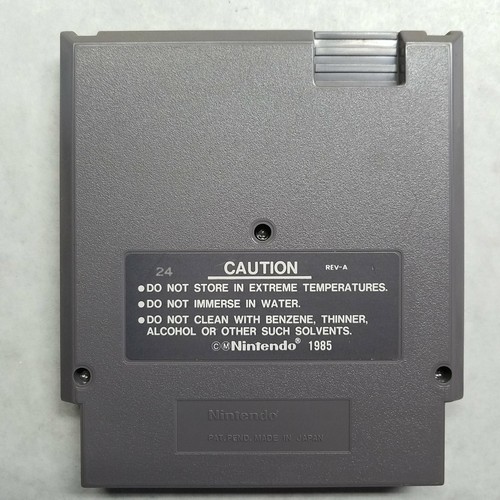 24 CAUTION REV-A
●DO NOT STORE IN EXTREME TEMPERATURES.
●DO NOT IMMERSE IN WATER.
●DO NOT CLEAN WITH BENZENE, THINNER,
ALCOHOL OR OTHER SUCH SOLVENTS.
©ⓂNintendo® 1985
Nintendo®
PAT. PEND. MADE IN JAPAN